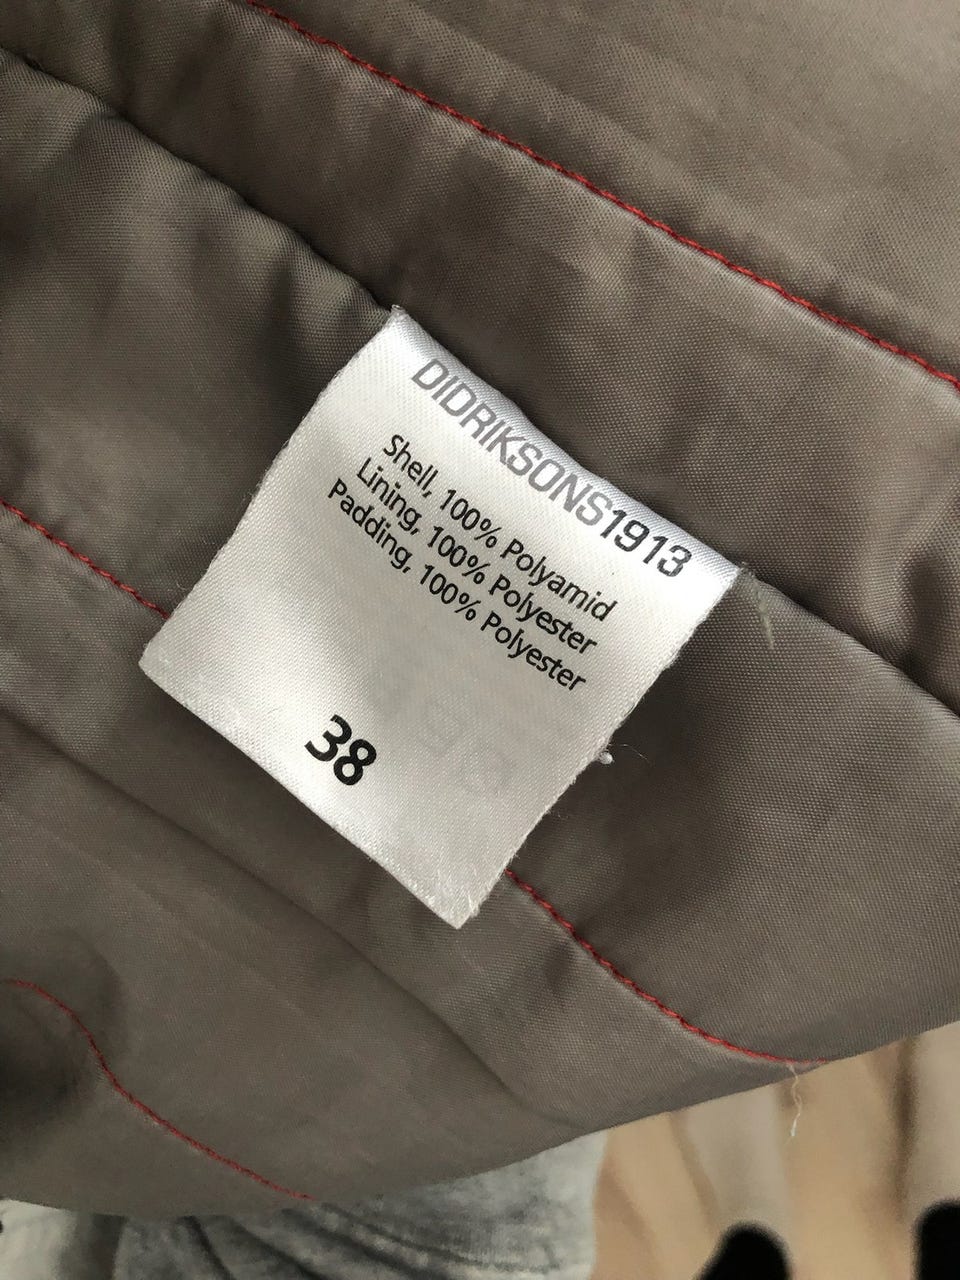 DIDRIKSONS1913
Shell, 100% Polyamid
Lining, 100% Polyester
Padding, 100% Polyester
38